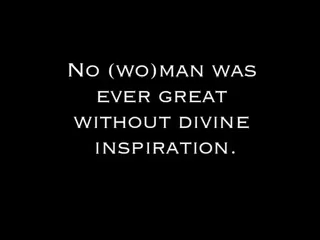 No (wo)man was
ever great
without divine
inspiration.